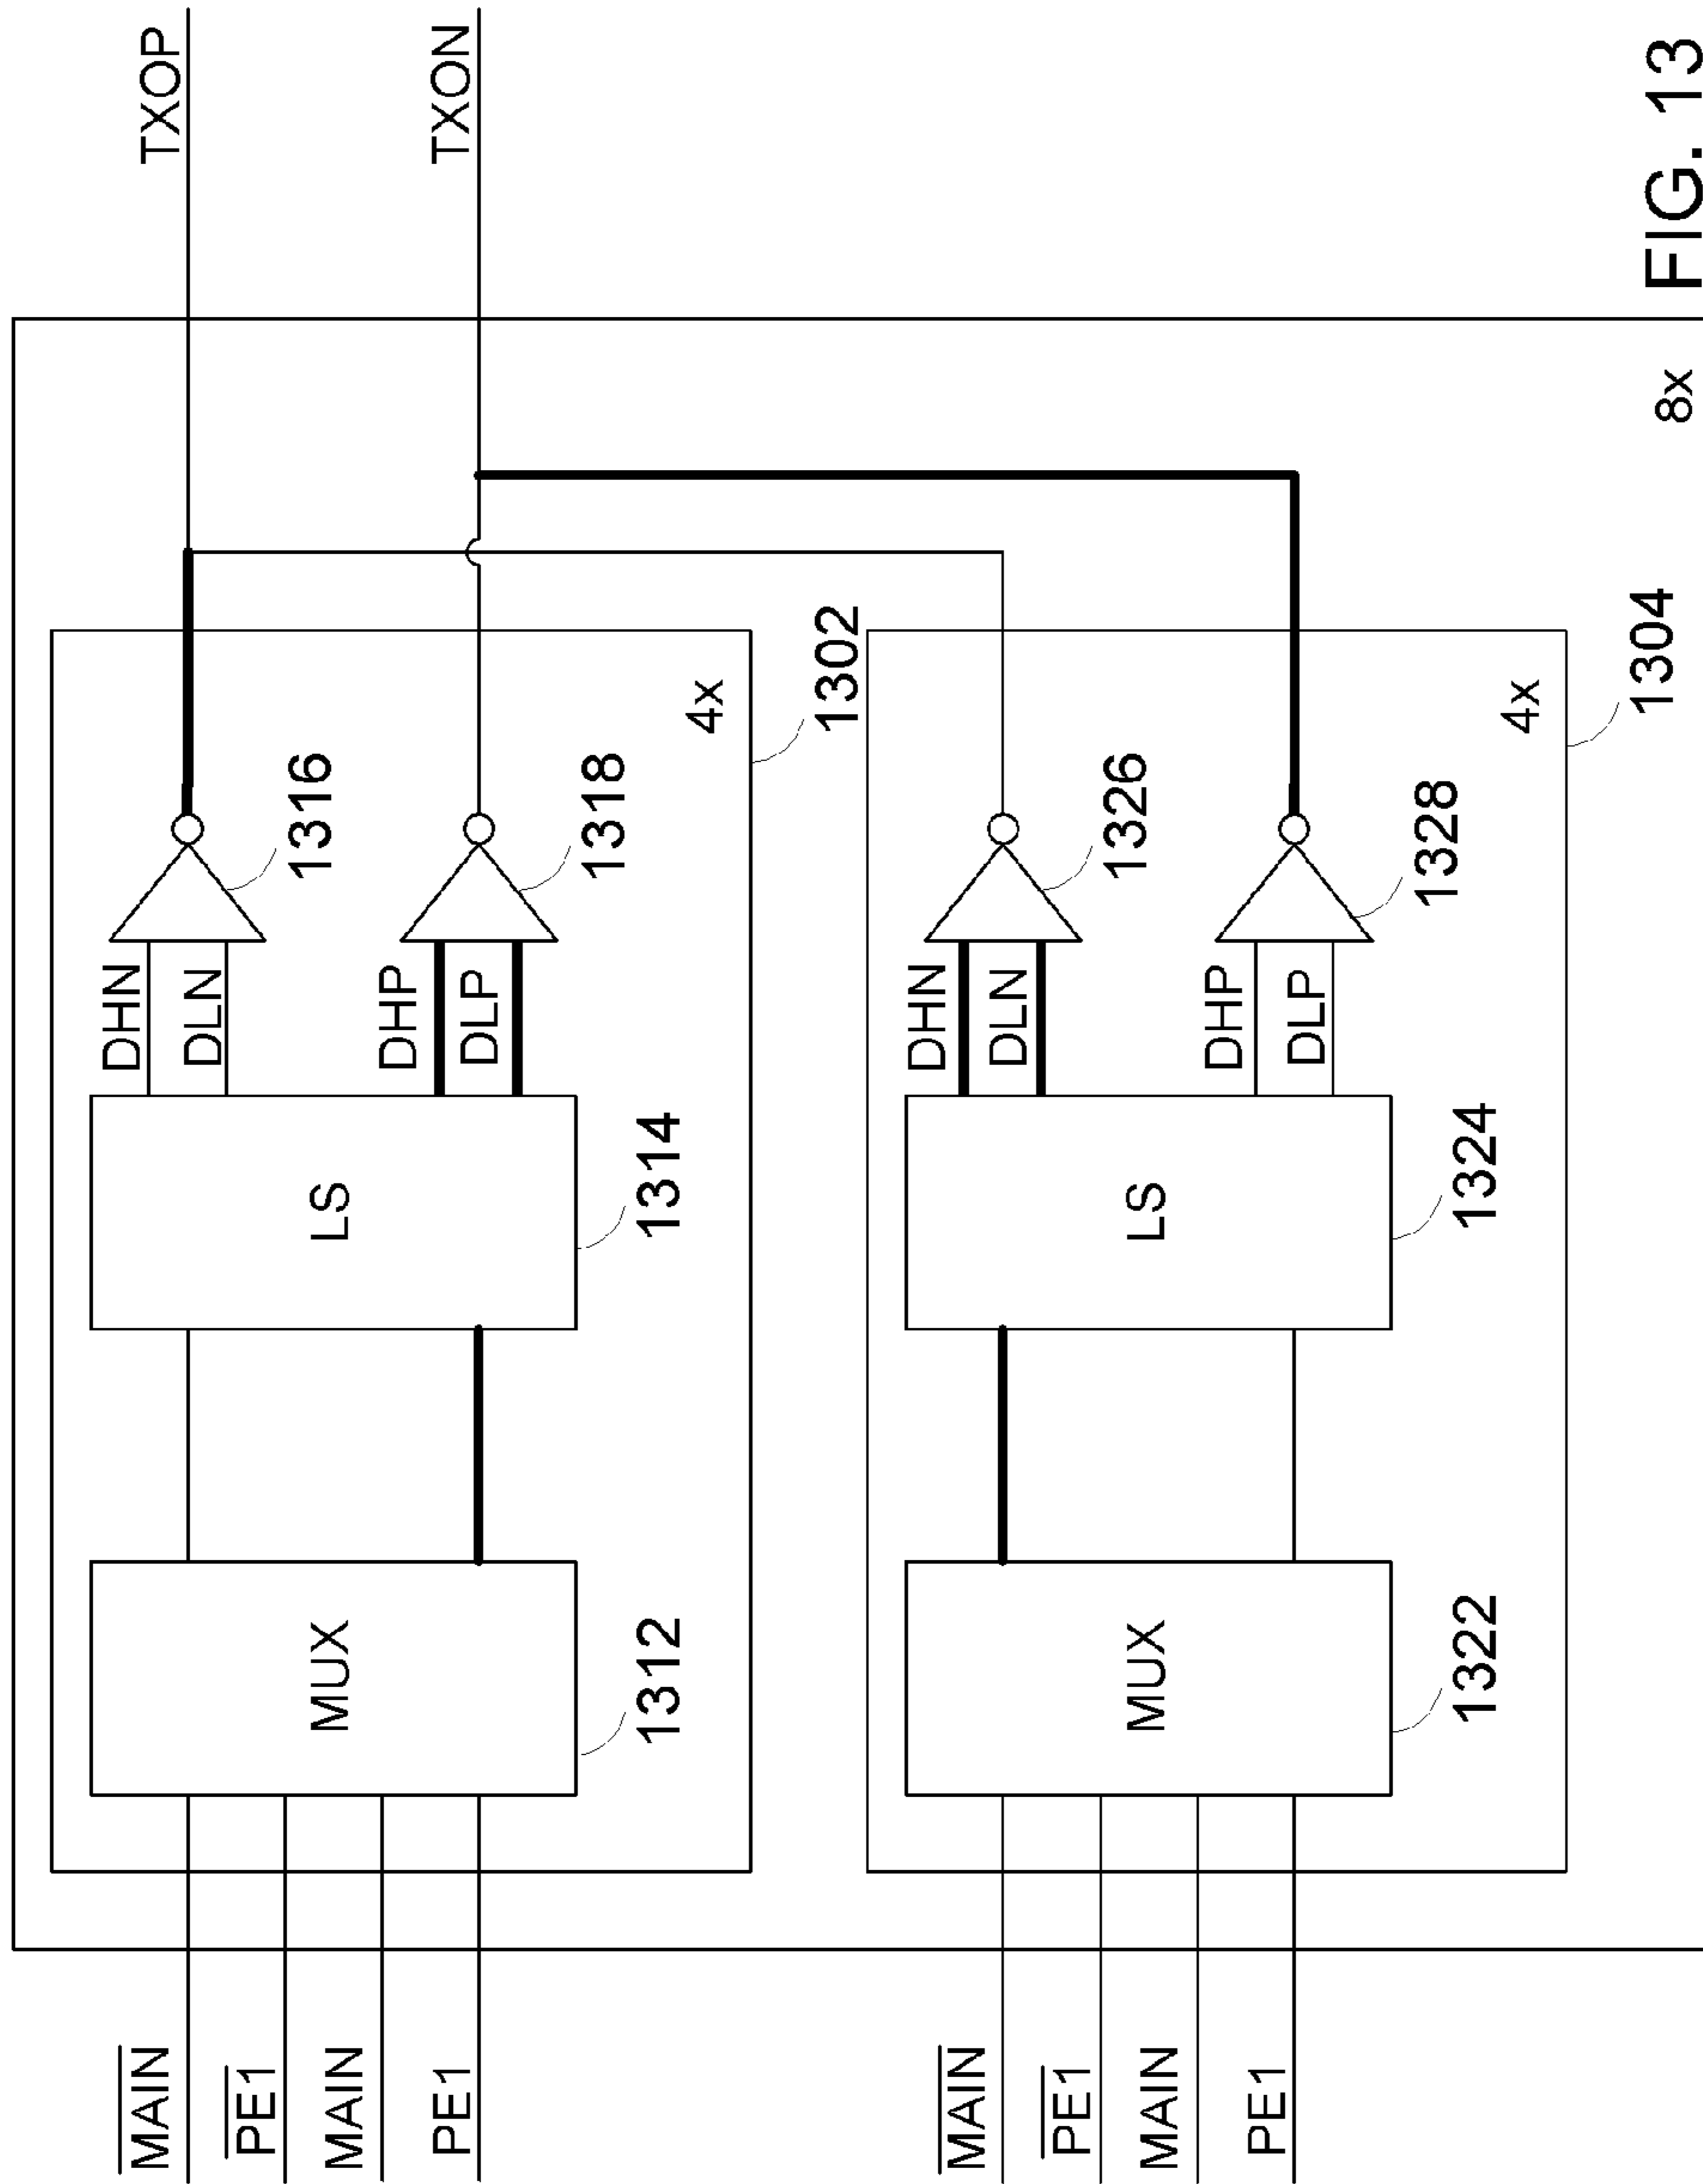 MAIN
PE1
MAIN
PE1
MUX
1312
LS
1314
DHN
DLN
DHP
DLP
1316
1318
4x
1302
TXOP
TXON
MAIN
PE1
MAIN
PE1
MUX
1322
LS
1324
DHN
DLN
DHP
DLP
1326
1328
4x
1304
8x
FIG. 13